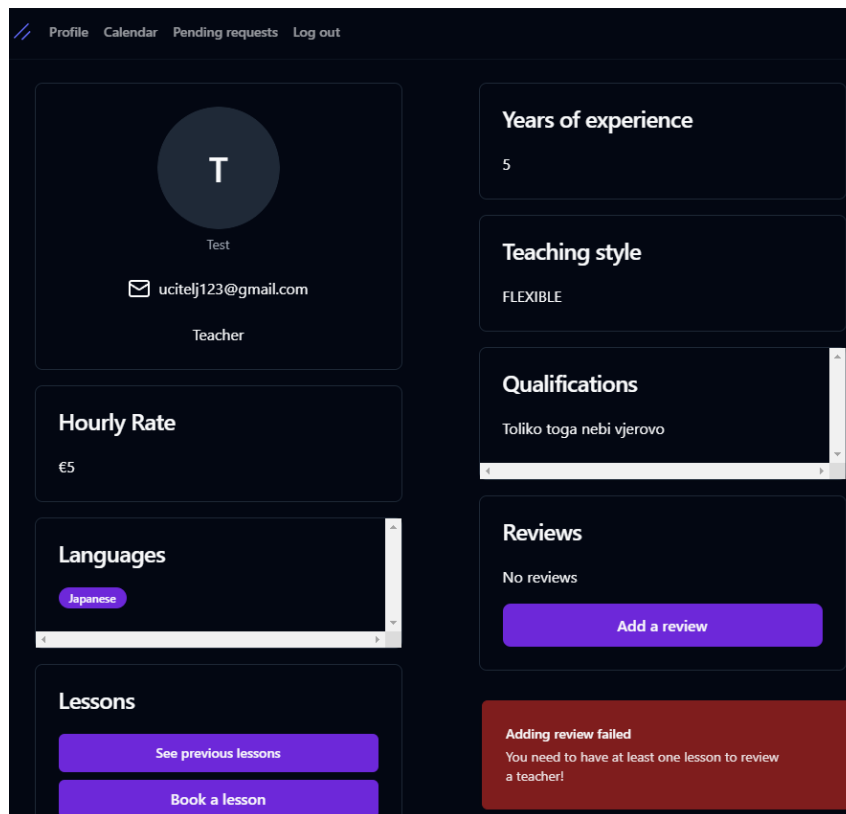 Profile Calendar Pending requests Log out
T
Test
ucitelj123@gmail.com
Teacher
Hourly Rate
€5
Languages
Japanese
Lessons
See previous lessons
Book a lesson
Years of experience
5
Teaching style
FLEXIBLE
Qualifications
Toliko toga nebi vjerovo
Reviews
No reviews
Add a review
Adding review failed
You need to have at least one lesson to review
a teacher!